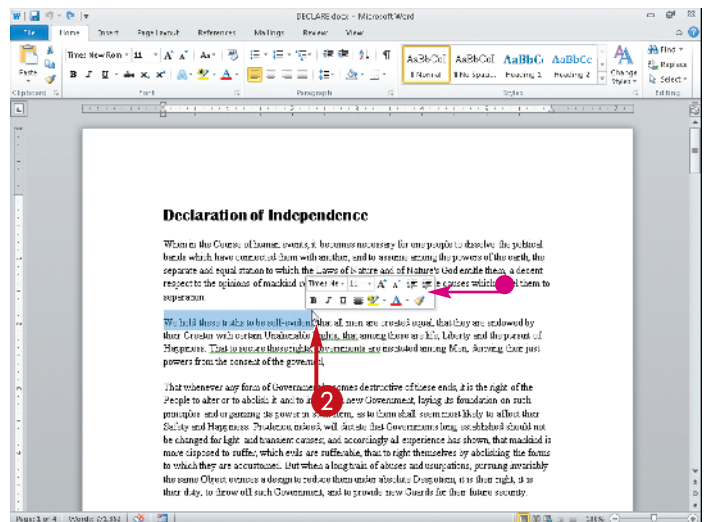 DECLARE.docx - Microsoft Word
File Home Insert Page Layout References Mailings Review View
Times New Rom 11 A A Aa
Paste
B I U abc x, x²
AaBbCcI AaBbCcI AaBbC AaBbCc
¶ Normal ¶ No Spaci... Heading 1 Heading 2
Change
Styles
Find
Replace
Select
Clipboard Font Paragraph Styles Editing
Declaration of Independence
When in the Course of human events, it becomes necessary for one people to dissolve the political
bands which have connected them with another, and to assume among the powers of the earth, the
separate and equal station to which the Laws of Nature and of Nature's God entitle them, a decent
respect to the opinions of mankind causes which them to
separation.
Times Ne 11 A A
B I U
We hold these truths to be self-evident, that all men are created equal, that they are endowed by
their Creator with certain Unalienable Rights, that among these are life, Liberty and the pursuit of
Happiness. That to secure these rights, Governments are instituted among Men, deriving their just
powers from the consent of the governed,
2
That whenever any form of Government becomes destructive of these ends, it is the right of the
People to alter or to abolish it and to new Government, laying its foundation on such
principles and organizing its power in form, as to them shall seem most likely to affect their
Safety and Happiness. Prudence, indeed, will dictate that Governments long established should not
be changed for light and transient causes; and accordingly all experience has shown, that mankind is
more disposed to suffer, which evils are sufferable, than to right themselves by abolishing the forms
to which they are accustomed. But when a long train of abuses and usurpations, pursuing invariably
the same Object evinces a design to reduce them under absolute Despotism, it is their right, it is
their duty, to throw off such Government, and to provide new Guards for their future security.
Page: 1 of 4 Words: 7/1,352